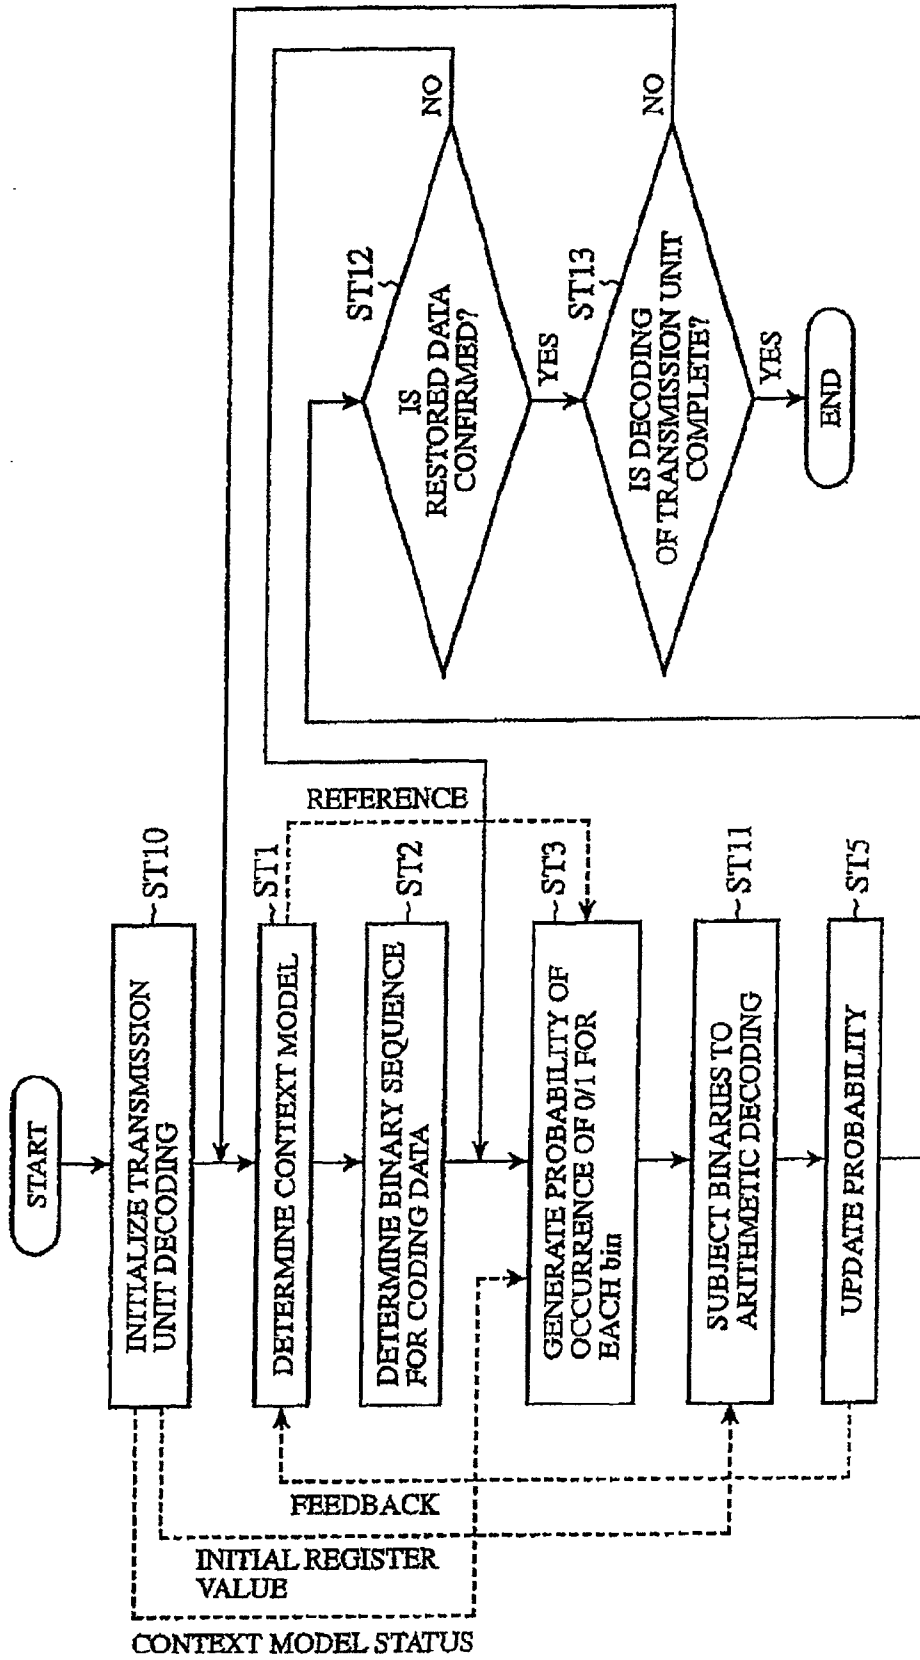 START
INITIALIZE TRANSMISSION
UNIT DECODING
ST10
DETERMINE CONTEXT MODEL
ST1
REFERENCE
DETERMINE BINARY SEQUENCE
FOR CODING DATA
ST2
GENERATE PROBABILITY OF
OCCURRENCE OF 0/1 FOR
EACH bin
ST3
SUBJECT BINARIES TO
ARITHMETIC DECODING
ST11
UPDATE PROBABILITY
ST5
FEEDBACK
INITIAL REGISTER
VALUE
CONTEXT MODEL STATUS
ST12
IS
RESTORED DATA
CONFIRMED?
NO
YES
ST13
IS DECODING
OF TRANSMISSION UNIT
COMPLETE?
NO
YES
END